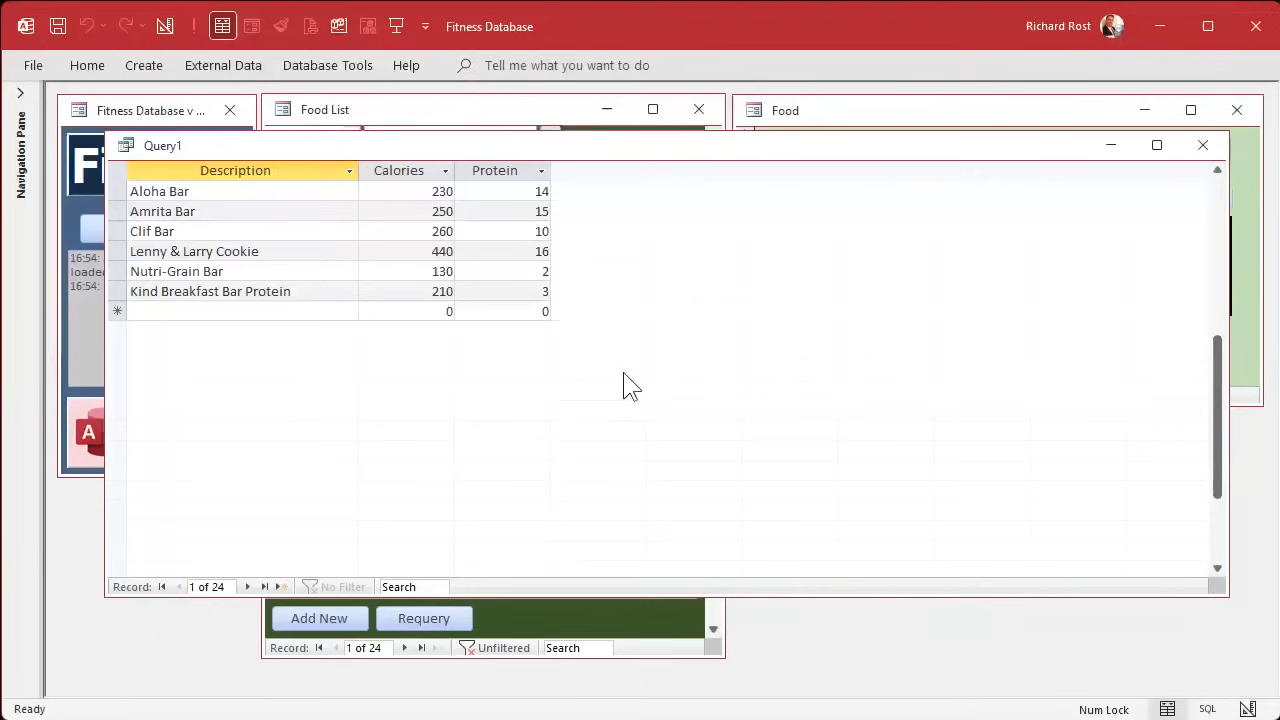 Fitness Database
Richard Rost
File Home Create External Data Database Tools Help Tell me what you want to do
Navigation Pane
Fitness Database v ...
Food List
Food
Query1
Fi
Description Calories Protein
Aloha Bar 230 14
Amrita Bar 250 15
Clif Bar 260 10
Lenny & Larry Cookie 440 16
Nutri-Grain Bar 130 2
Kind Breakfast Bar Protein 210 3
* 0 0
16:54:
loade
16:54:
A
Record: 1 of 24 No Filter Search
Add New Requery
Record: 1 of 24 Unfiltered Search
Ready Num Lock SQL